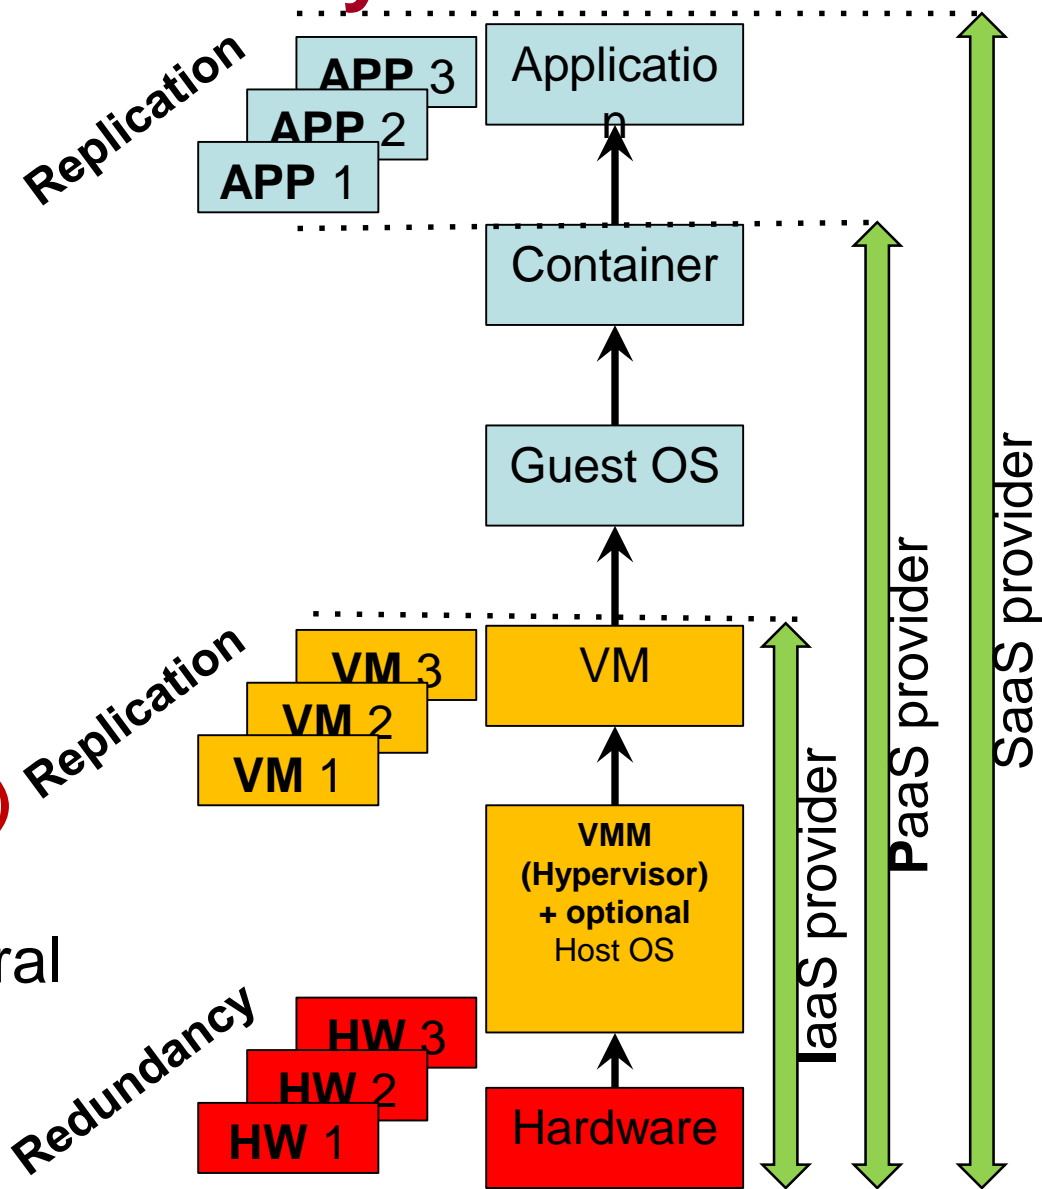 Replication
APP 3
APP 2
APP 1
Applicatio
n
Container
Guest OS
Replication
VM 3
VM 2
VM 1
VM
VMM
(Hypervisor)
+ optional
Host OS
ral
Redundancy
HW 3
HW 2
HW 1
Hardware
IaaS provider
PaaS provider
SaaS provider